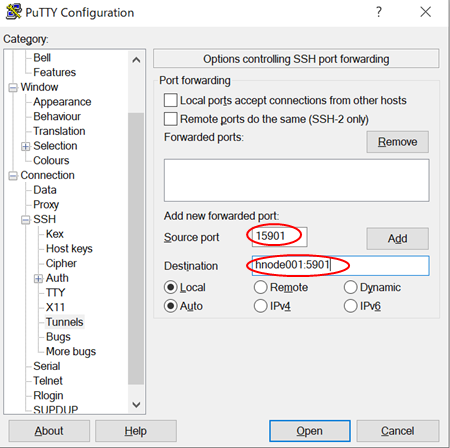 PuTTY Configuration
Category:
Bell
Features
Window
Appearance
Behaviour
Translation
Selection
Colours
Connection
Data
Proxy
SSH
Kex
Host keys
Cipher
Auth
TTY
X11
Tunnels
Bugs
More bugs
Serial
Telnet
Rlogin
SUPDUP
Options controlling SSH port forwarding
Port forwarding
Local ports accept connections from other hosts
Remote ports do the same (SSH-2 only)
Forwarded ports:
Remove
Add new forwarded port:
Source port 15901 Add
Destination hnode001:5901
Local Remote Dynamic
Auto IPv4 IPv6
About Help Open Cancel